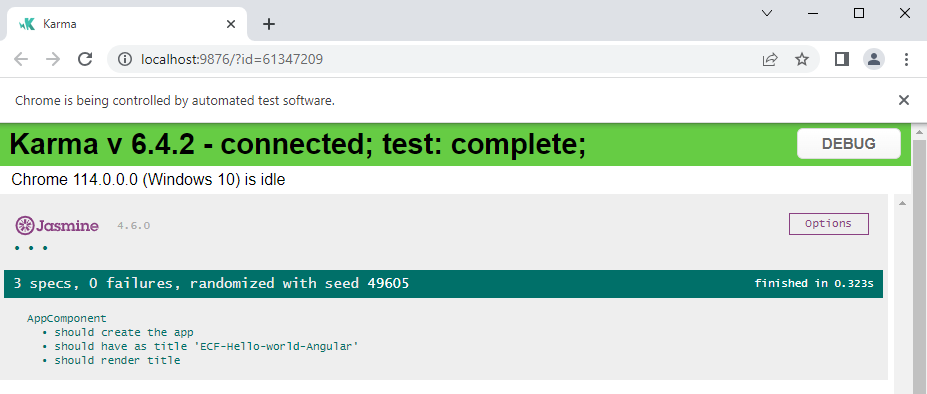 Karma
localhost:9876/?id=61347209
Chrome is being controlled by automated test software.
Karma v 6.4.2 - connected; test: complete;
DEBUG
Chrome 114.0.0.0 (Windows 10) is idle
Jasmine 4.6.0
Options
• • •
3 specs, 0 failures, randomized with seed 49605
finished in 0.323s
AppComponent
• should create the app
• should have as title 'ECF-Hello-world-Angular'
• should render title